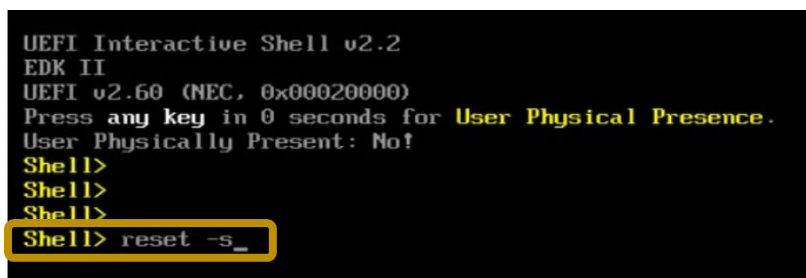 UEFI Interactive Shell v2.2
EDK II
UEFI v2.60 (NEC, 0x00020000)
Press any key in 0 seconds for User Physical Presence.
User Physically Present: No!
Shell>
Shell>
Shell>
Shell> reset -s_